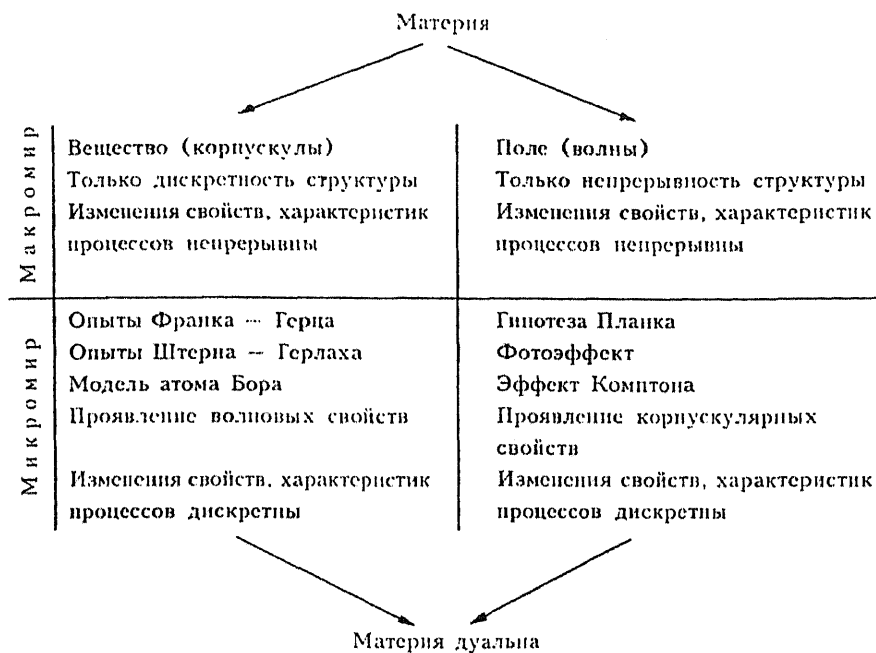 Материя
Макромир
Вещество (корпускулы)
Только дискретность структуры
Изменения свойств, характеристик
процессов непрерывны
Поле (волны)
Только непрерывность структуры
Изменения свойств, характеристик
процессов непрерывны
Микромир
Опыты Франка – Герца
Опыты Штерна – Герлаха
Модель атома Бора
Проявление волновых свойств
Изменения свойств, характеристик
процессов дискретны
Гипотеза Планка
Фотоэффект
Эффект Комптона
Проявление корпускулярных
свойств
Изменения свойств, характеристик
процессов дискретны
Материя дуальна